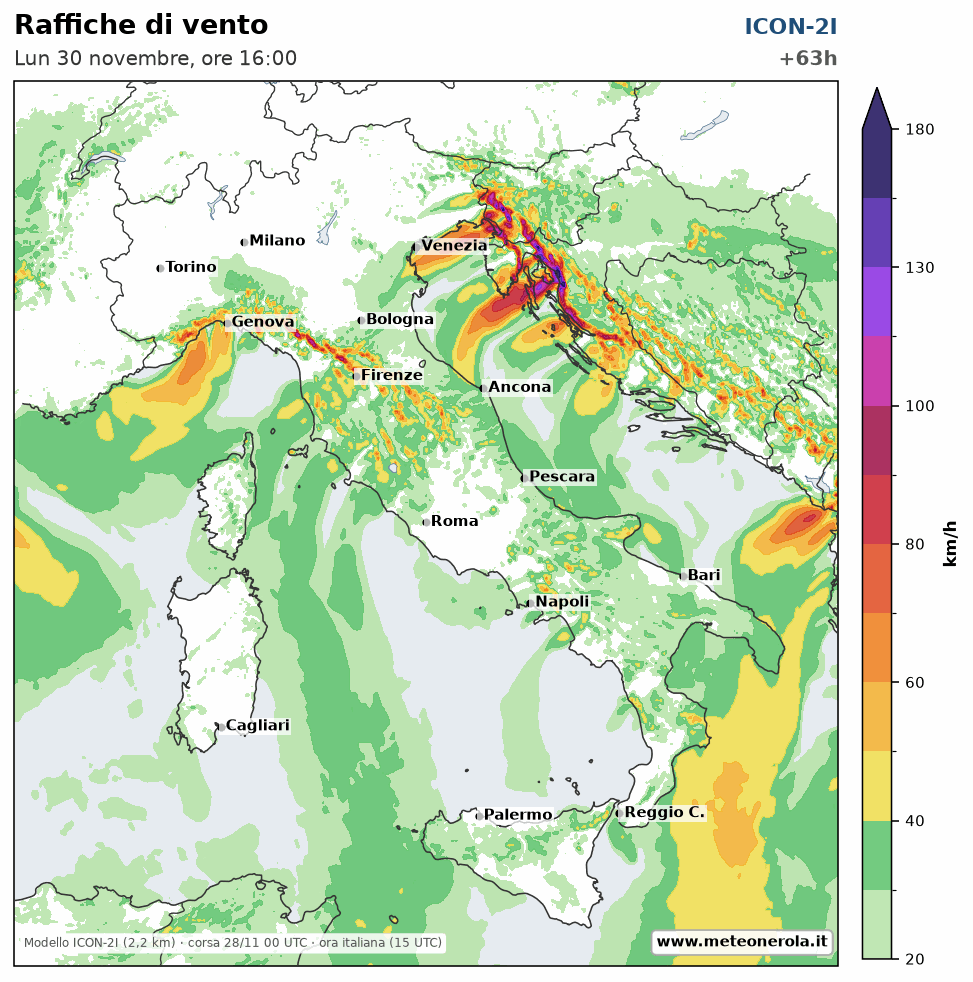 Raffiche di vento
ICON-2I
Lun 30 novembre, ore 16:00
+63h
180
130
100
80
60
40
20
km/h
Milano
Venezia
Torino
Genova
Bologna
Firenze
Ancona
Pescara
Roma
Bari
Napoli
Cagliari
Palermo
Reggio C.
Modello ICON-2I (2,2 km) · corsa 28/11 00 UTC · ora italiana (15 UTC)
www.meteonerola.it